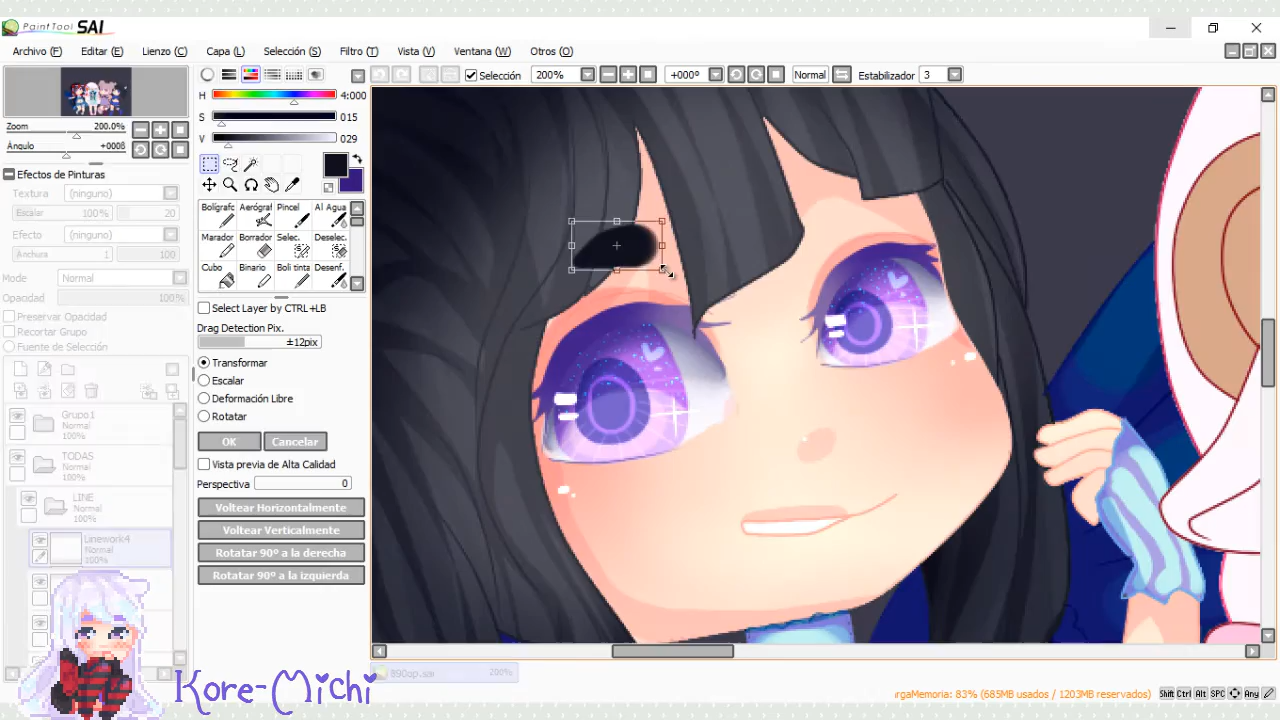 PaintTool SAI
Archivo (F) Editar (E) Lienzo (C) Capa (L) Selección (S) Filtro (T) Vista (V) Ventana (W) Otros (O)
Selección 200% +000° Normal Estabilizador 3
Zoom 200.0%
Ángulo +000ß
Efectos de Pinturas
Textura (ninguno)
Escalar 100% 20
Efecto (ninguno)
Anchura 1 100
Mode Normal
Opacidad 100%
Preservar Opacidad
Recortar Grupo
Fuente de Selección
Grupo1
Normal
100%
TODAS
Normal
100%
LINE
Normal
100%
Linework4
Normal
100%
H 4:000
S 015
V 029
Bolígrafc Aerógraf Pincel Al Agua
Marador Borrador Selec. Deselec.
Cubo Binario Boli tinta Desenf.
Select Layer by CTRL+LB
Drag Detection Pix.
±12pix
Transformar
Escalar
Deformación Libre
Rotatar
OK Cancelar
Vista previa de Alta Calidad
Perspectiva 0
Voltear Horizontalmente
Voltear Verticalmente
Rotatar 90º a la derecha
Rotatar 90º a la izquierda
Kore-Michi
200%
argaMemoria: 83% (685MB usados / 1203MB reservados)
Shift Ctrl Alt SPC Any